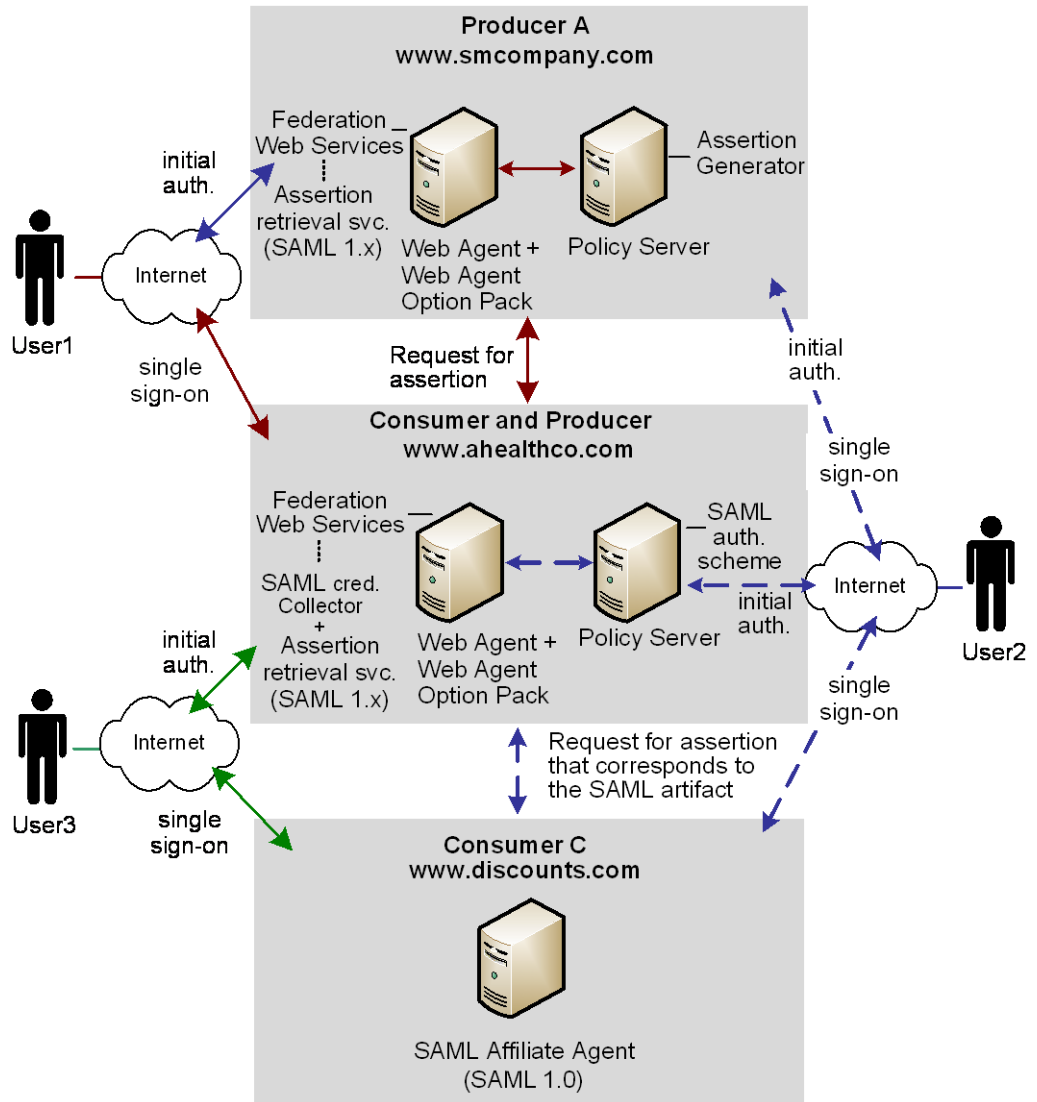 Producer A
www.smcompany.com
Federation
Web Services
Assertion
retrieval svc.
(SAML 1.x)
Web Agent +
Web Agent
Option Pack
Policy Server
Assertion
Generator
initial
auth.
Internet
User1
single
sign-on
Request for
assertion
initial
auth.
single
sign-on
Consumer and Producer
www.ahealthco.com
Federation
Web Services
SAML cred.
Collector
+
Assertion
retrieval svc.
(SAML 1.x)
Web Agent +
Web Agent
Option Pack
Policy Server
SAML
auth.
scheme
initial
auth.
Internet
User2
single
sign-on
initial
auth.
Internet
User3
single
sign-on
Request for assertion
that corresponds to
the SAML artifact
Consumer C
www.discounts.com
SAML Affiliate Agent
(SAML 1.0)